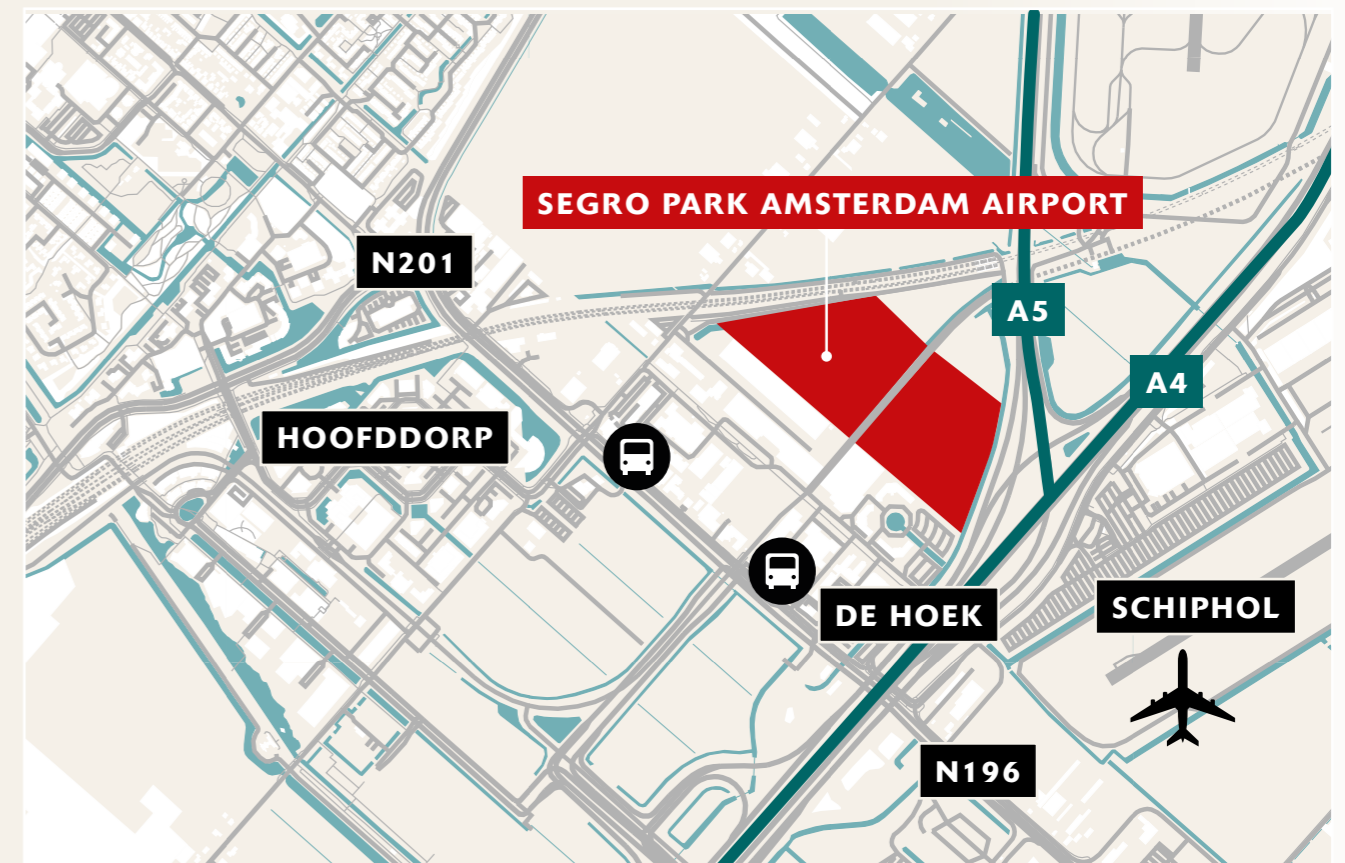 SEGRO PARK AMSTERDAM AIRPORT
N201
A5
A4
HOOFDDORP
DE HOEK
SCHIPHOL
N196